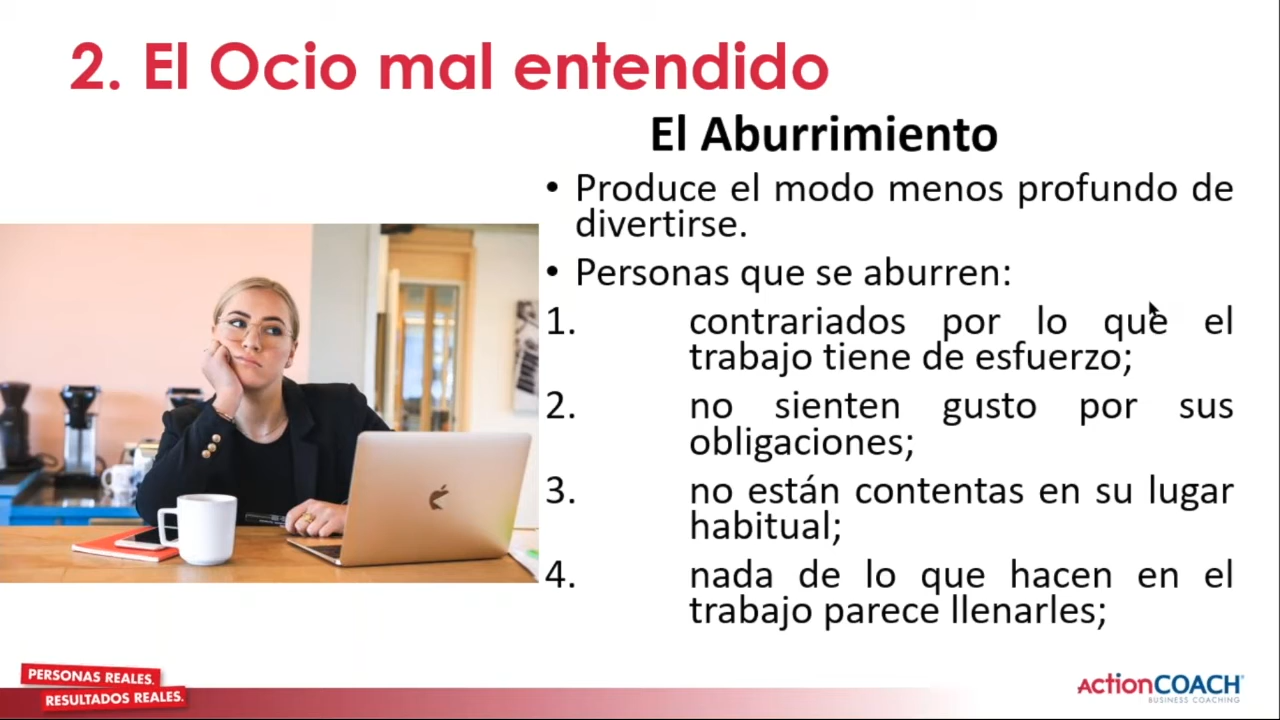 2. El Ocio mal entendido
El Aburrimiento
• Produce el modo menos profundo de
divertirse.
• Personas que se aburren:
1. contrariados por lo que el
trabajo tiene de esfuerzo;
2. no sienten gusto por sus
obligaciones;
3. no están contentas en su lugar
habitual;
4. nada de lo que hacen en el
trabajo parece llenarles;
PERSONAS REALES.
RESULTADOS REALES.
ActionCOACH
BUSINESS COACHING